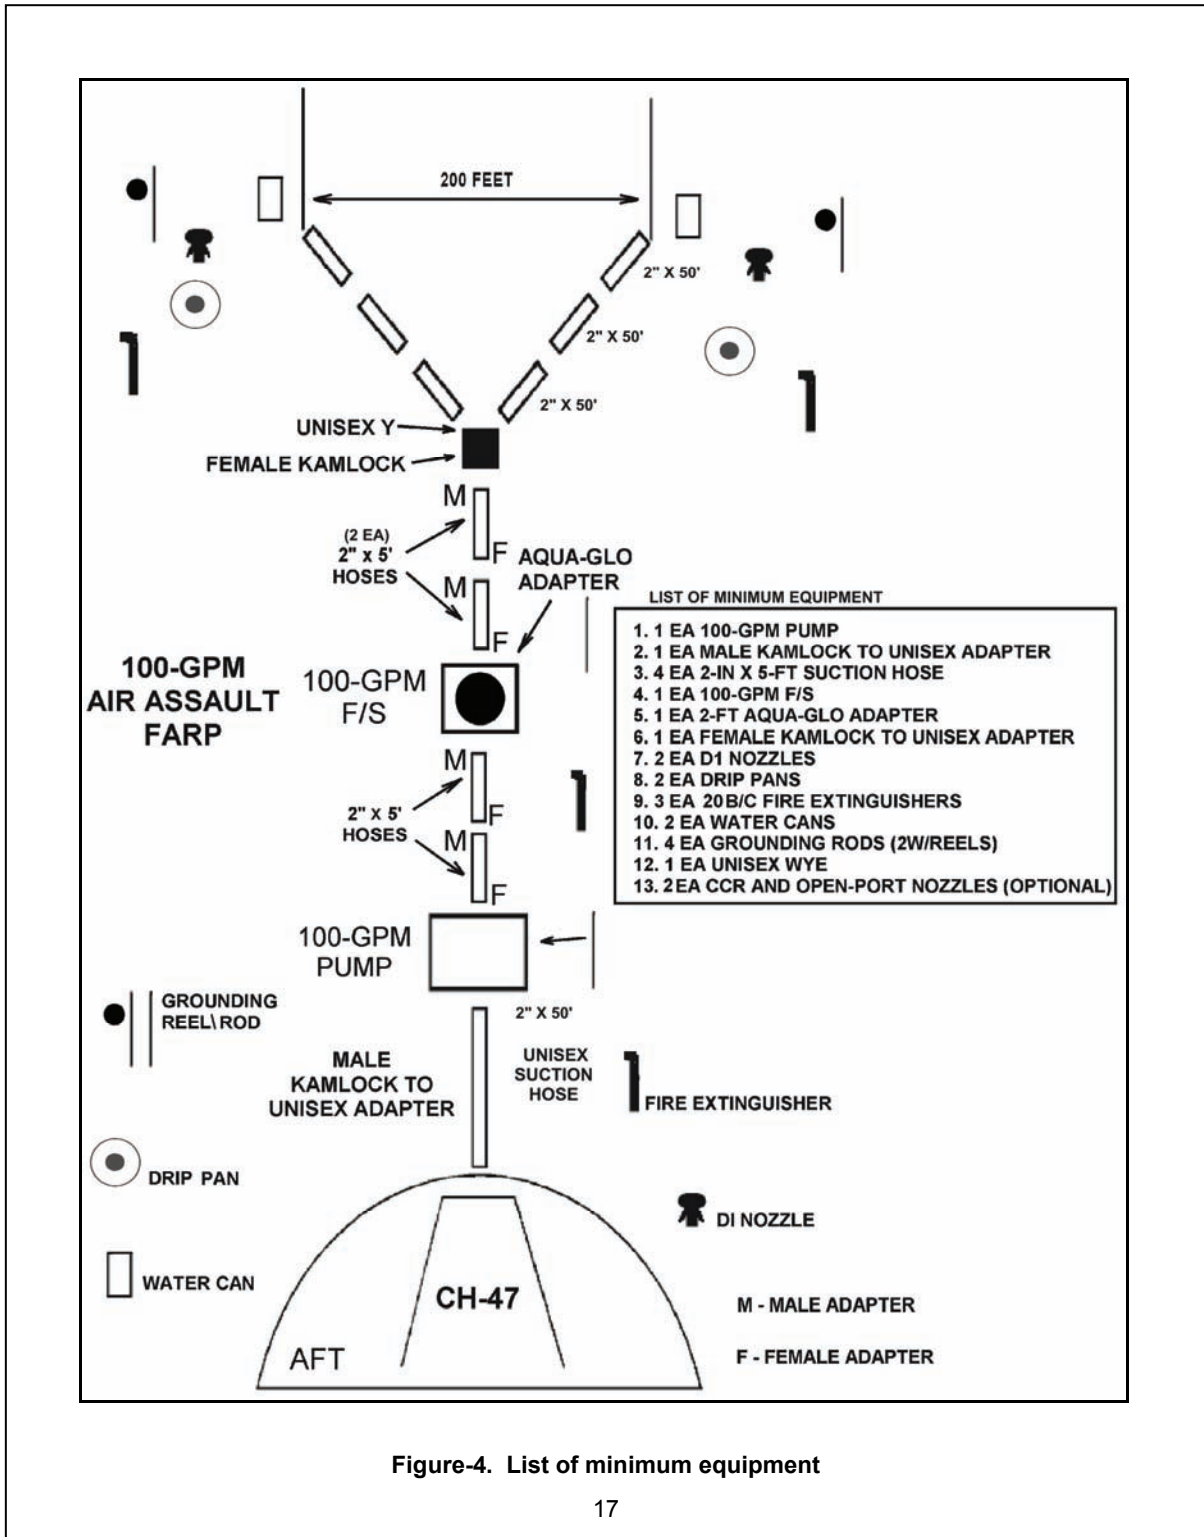 200 FEET
2" X 50'
2" X 50'
2" X 50'
UNISEX Y
FEMALE KAMLOCK
M
(2 EA)
2" x 5'
HOSES
F
AQUA-GLO
ADAPTER
M
F
LIST OF MINIMUM EQUIPMENT
1. 1 EA 100-GPM PUMP
2. 1 EA MALE KAMLOCK TO UNISEX ADAPTER
3. 4 EA 2-IN X 5-FT SUCTION HOSE
4. 1 EA 100-GPM F/S
5. 1 EA 2-FT AQUA-GLO ADAPTER
6. 1 EA FEMALE KAMLOCK TO UNISEX ADAPTER
7. 2 EA D1 NOZZLES
8. 2 EA DRIP PANS
9. 3 EA 20B/C FIRE EXTINGUISHERS
10. 2 EA WATER CANS
11. 4 EA GROUNDING RODS (2W/REELS)
12. 1 EA UNISEX WYE
13. 2 EA CCR AND OPEN-PORT NOZZLES (OPTIONAL)
100-GPM
AIR ASSAULT
FARP
100-GPM
F/S
M
F
2" X 5'
HOSES
M
F
100-GPM
PUMP
GROUNDING
REEL\ROD
2" X 50'
MALE
KAMLOCK TO
UNISEX ADAPTER
UNISEX
SUCTION
HOSE
FIRE EXTINGUISHER
DRIP PAN
DI NOZZLE
WATER CAN
CH-47
AFT
M - MALE ADAPTER
F - FEMALE ADAPTER
Figure-4. List of minimum equipment
17